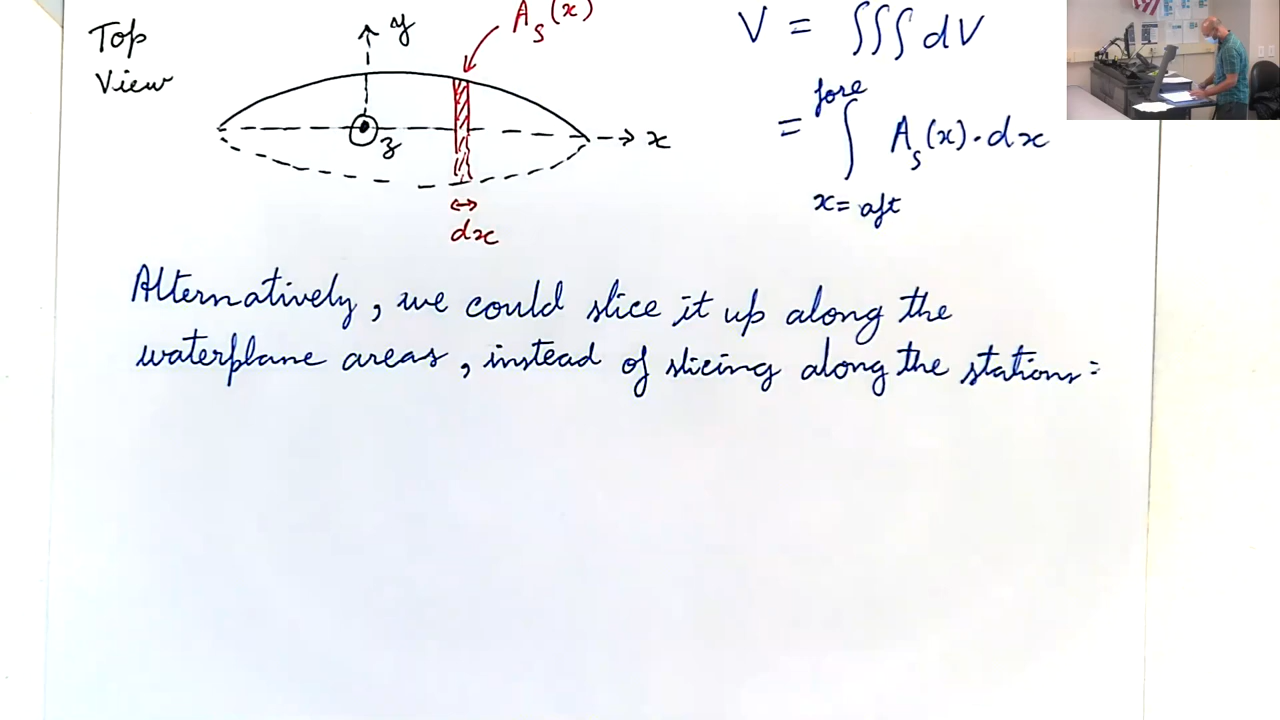 Top
View
y
A_s(x)
z
x
dx
V = ∫∫∫ dV
fore
= ∫ A_s(x) · dx
x = aft
Alternatively, we could slice it up along the
waterplane areas, instead of slicing along the stations: